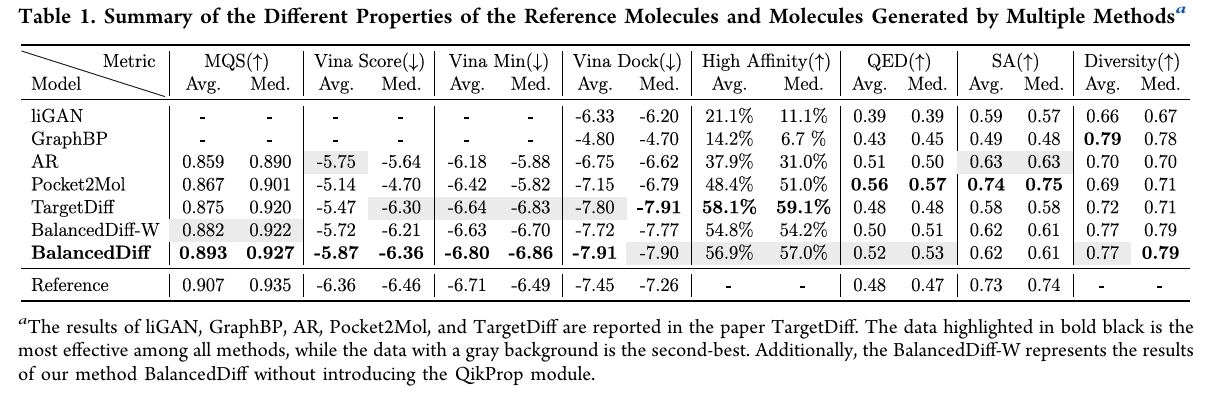 Table 1. Summary of the Different Properties of the Reference Molecules and Molecules Generated by Multiple Methodsa
Metric MQS(↑) Vina Score(↓) Vina Min(↓) Vina Dock(↓) High Affinity(↑) QED(↑) SA(↑) Diversity(↑)
Model Avg. Med. Avg. Med. Avg. Med. Avg. Med. Avg. Med. Avg. Med. Avg. Med. Avg. Med.
liGAN - - - - - - -6.33 -6.20 21.1% 11.1% 0.39 0.39 0.59 0.57 0.66 0.67
GraphBP - - - - - - -4.80 -4.70 14.2% 6.7 % 0.43 0.45 0.49 0.48 0.79 0.78
AR 0.859 0.890 -5.75 -5.64 -6.18 -5.88 -6.75 -6.62 37.9% 31.0% 0.51 0.50 0.63 0.63 0.70 0.70
Pocket2Mol 0.867 0.901 -5.14 -4.70 -6.42 -5.82 -7.15 -6.79 48.4% 51.0% 0.56 0.57 0.74 0.75 0.69 0.71
TargetDiff 0.875 0.920 -5.47 -6.30 -6.64 -6.83 -7.80 -7.91 58.1% 59.1% 0.48 0.48 0.58 0.58 0.72 0.71
BalancedDiff-W 0.882 0.922 -5.72 -6.21 -6.63 -6.70 -7.72 -7.77 54.8% 54.2% 0.50 0.51 0.62 0.61 0.77 0.79
BalancedDiff 0.893 0.927 -5.87 -6.36 -6.80 -6.86 -7.91 -7.90 56.9% 57.0% 0.52 0.53 0.62 0.61 0.77 0.79
Reference 0.907 0.935 -6.36 -6.46 -6.71 -6.49 -7.45 -7.26 - - 0.48 0.47 0.73 0.74 - -
aThe results of liGAN, GraphBP, AR, Pocket2Mol, and TargetDiff are reported in the paper TargetDiff. The data highlighted in bold black is the
most effective among all methods, while the data with a gray background is the second-best. Additionally, the BalancedDiff-W represents the results
of our method BalancedDiff without introducing the QikProp module.